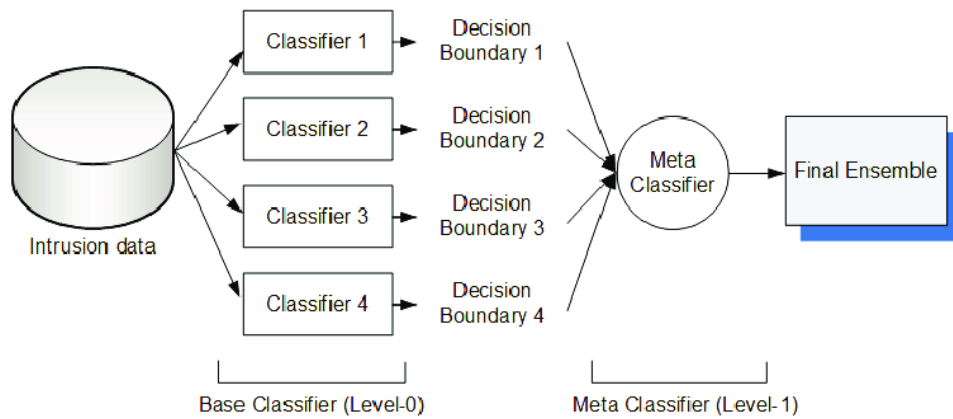 Classifier 1
Decision
Boundary 1
Classifier 2
Decision
Boundary 2
Meta
Classifier
Final Ensemble
Classifier 3
Decision
Boundary 3
Intrusion data
Classifier 4
Decision
Boundary 4
Base Classifier (Level-0)
Meta Classifier (Level-1)